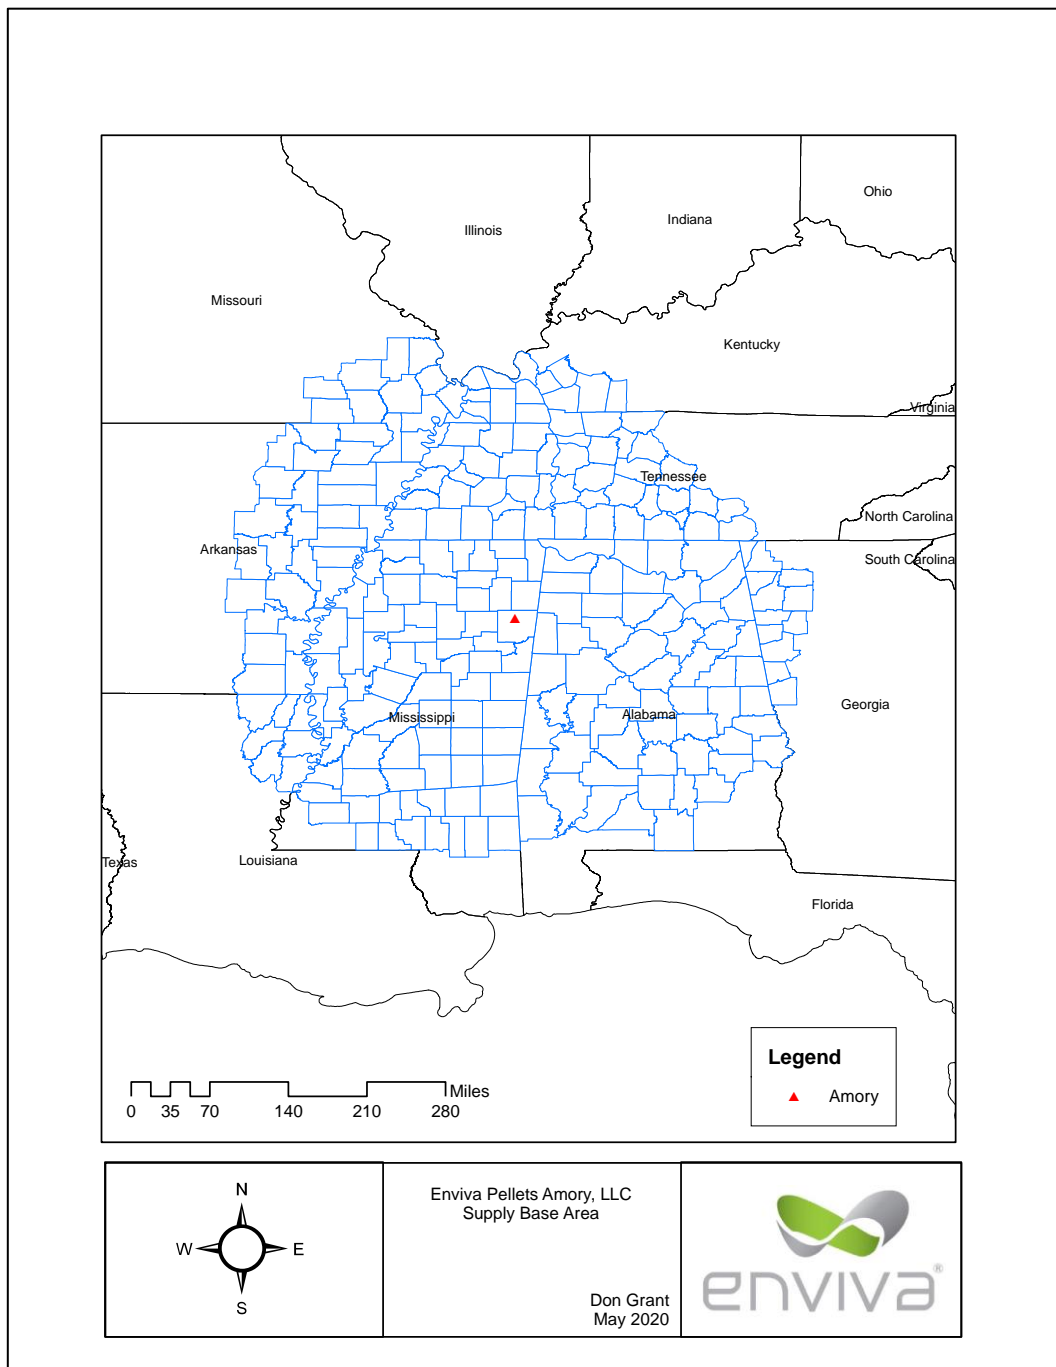 Ohio
Indiana
Illinois
Missouri
Kentucky
Virginia
Tennessee
North Carolina
Arkansas
South Carolina
Georgia
Mississippi
Alabama
Texas
Louisiana
Florida
Legend
Amory
Miles
0 35 70 140 210 280
N
W E
S
Enviva Pellets Amory, LLC
Supply Base Area
Don Grant
May 2020
enviva®